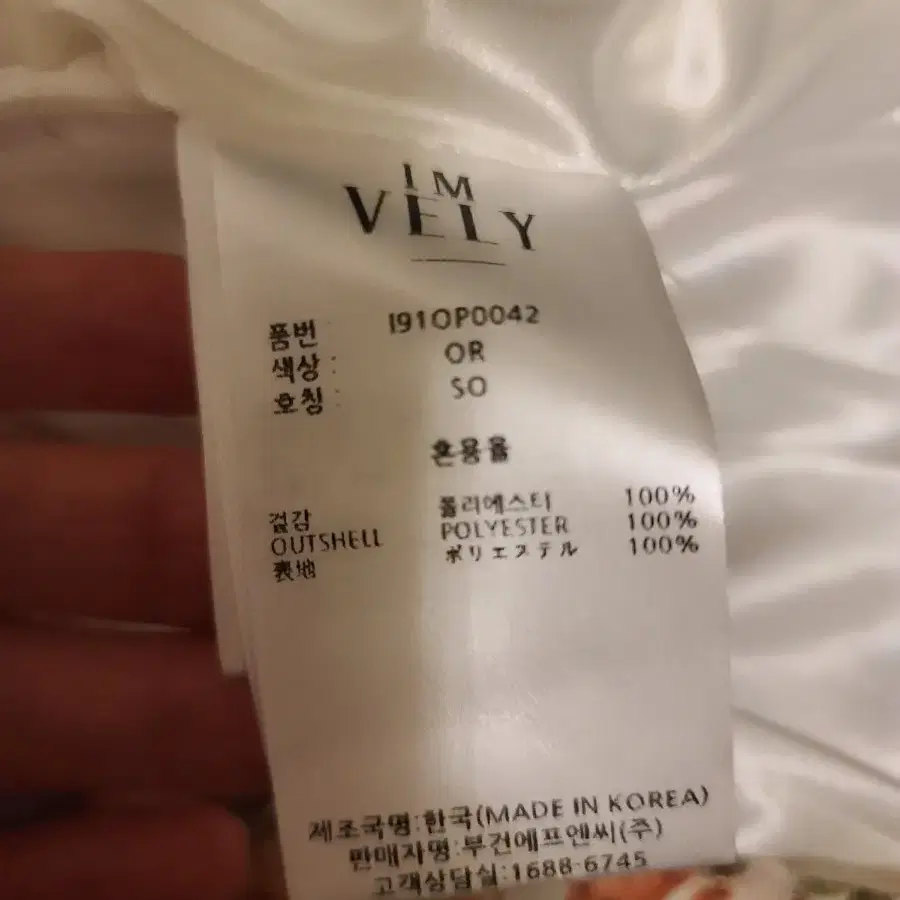 IM
VELY
품번 : I91OP0042
색상 : OR
호칭 : SO
혼용율
겉감 폴리에스터 100%
OUTSHELL POLYESTER 100%
表地 ポリエステル 100%
제조국명:한국(MADE IN KOREA)
판매자명:부건에프엔씨(주)
고객상담실:1688-6745